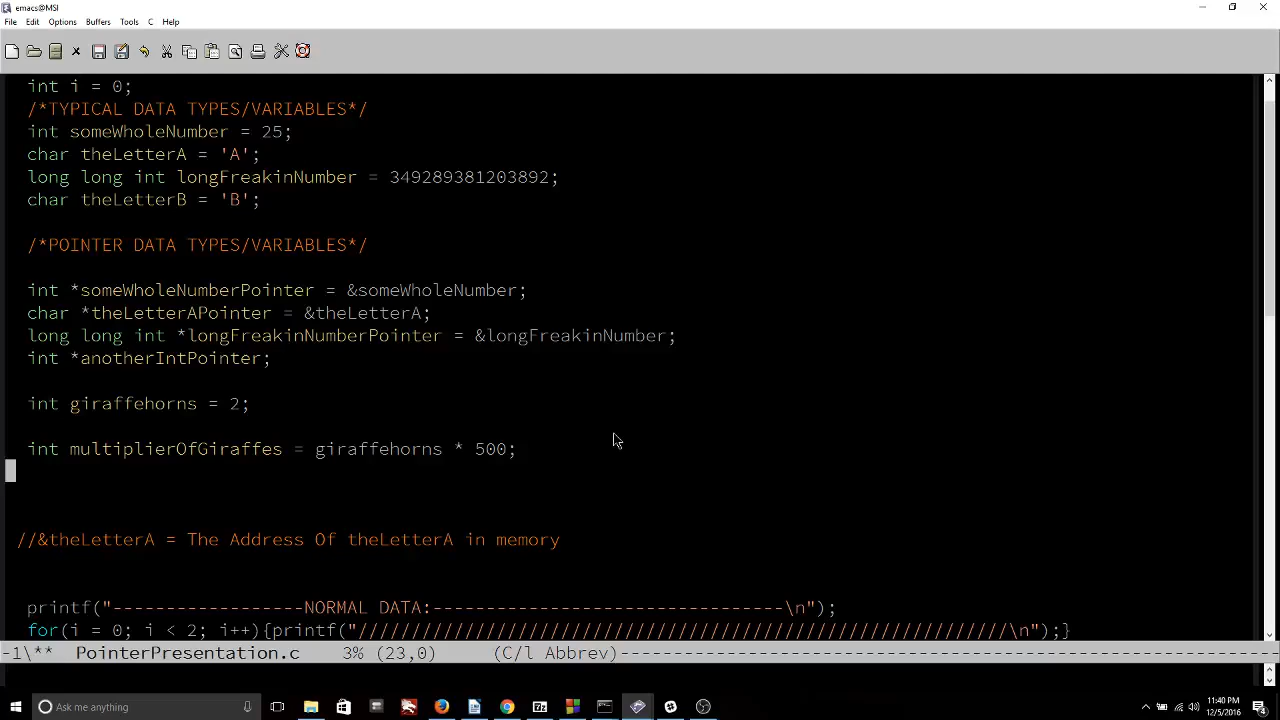 emacs@MSI
File Edit Options Buffers Tools C Help
int i = 0;
/*TYPICAL DATA TYPES/VARIABLES*/
int someWholeNumber = 25;
char theLetterA = 'A';
long long int longFreakinNumber = 349289381203892;
char theLetterB = 'B';
/*POINTER DATA TYPES/VARIABLES*/
int *someWholeNumberPointer = &someWholeNumber;
char *theLetterAPointer = &theLetterA;
long long int *longFreakinNumberPointer = &longFreakinNumber;
int *anotherIntPointer;
int giraffehorns = 2;
int multiplierOfGiraffes = giraffehorns * 500;
//&theLetterA = The Address Of theLetterA in memory
printf("------------------NORMAL DATA:---------------------------------\n");
for(i = 0; i < 2; i++){printf("/////////////////////////////////////////////////////////////\n");}
-1\** PointerPresentation.c 3% (23,0) (C/l Abbrev)------------------------------------------------------------
Ask me anything
11:40 PM
12/5/2016